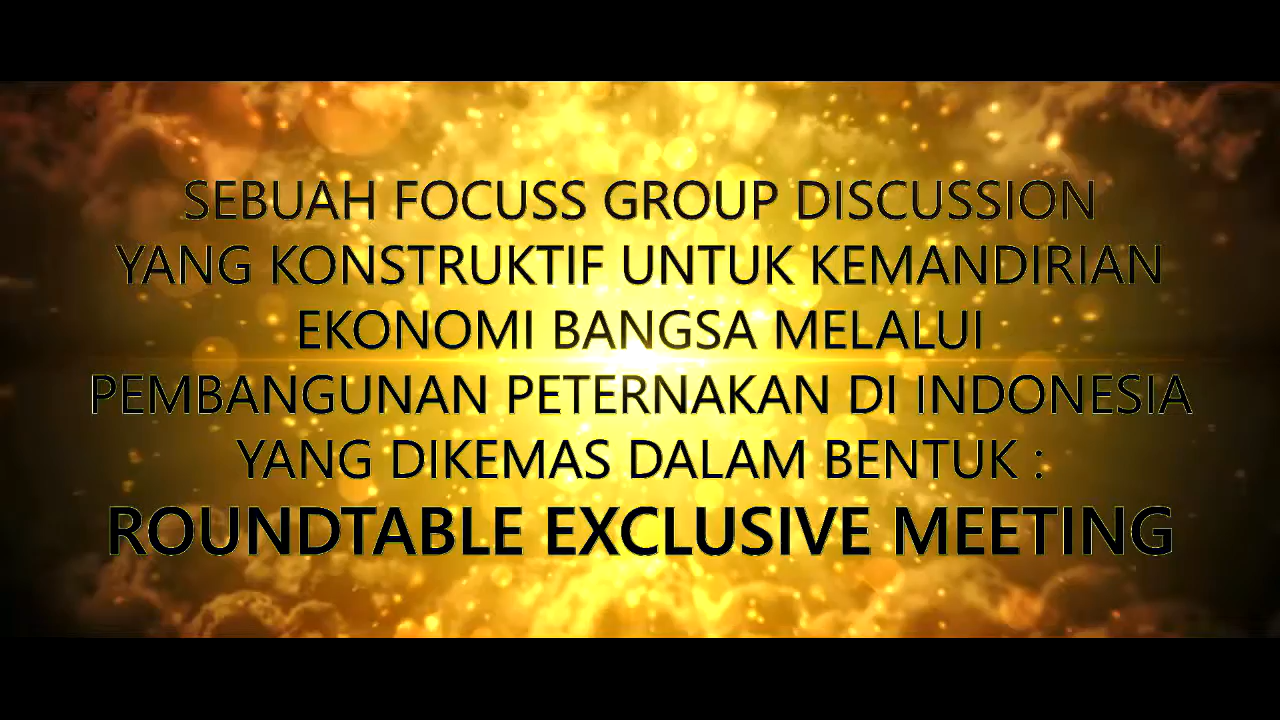 SEBUAH FOCUSS GROUP DISCUSSION
YANG KONSTRUKTIF UNTUK KEMANDIRIAN
EKONOMI BANGSA MELALUI
PEMBANGUNAN PETERNAKAN DI INDONESIA
YANG DIKEMAS DALAM BENTUK :
ROUNDTABLE EXCLUSIVE MEETING